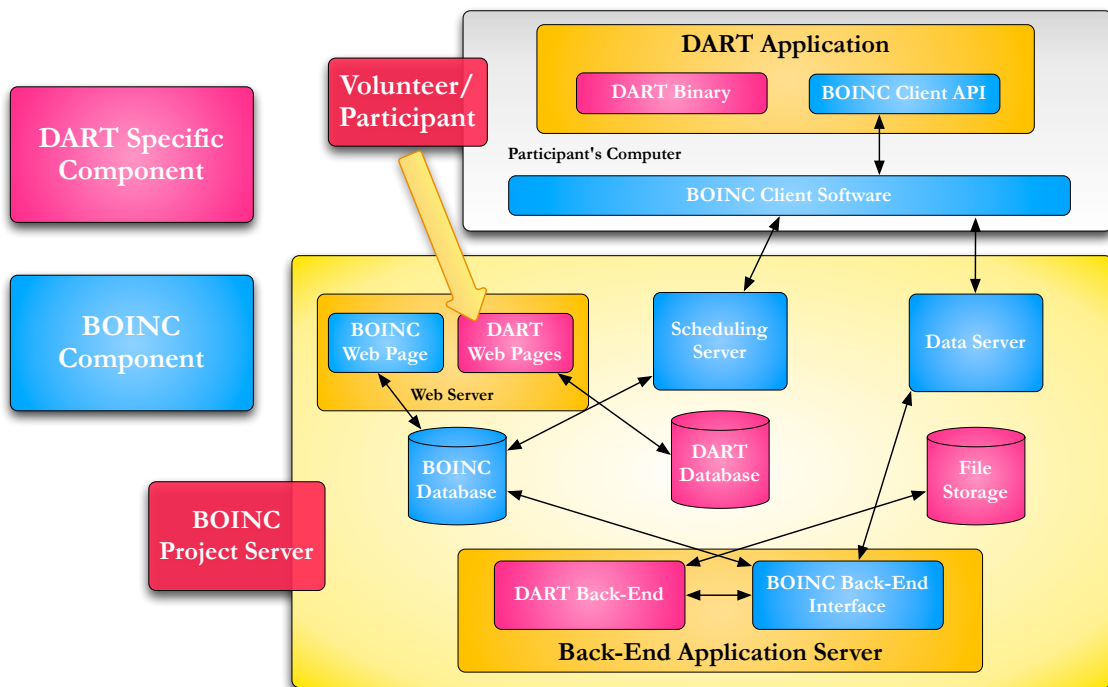 DART Application
Volunteer/
Participant
DART Binary
BOINC Client API
DART Specific
Component
Participant's Computer
BOINC Client Software
BOINC
Component
BOINC
Web Page
DART
Web Pages
Scheduling
Server
Data Server
Web Server
BOINC
Database
DART
Database
File
Storage
BOINC
Project Server
DART Back-End
BOINC Back-End
Interface
Back-End Application Server